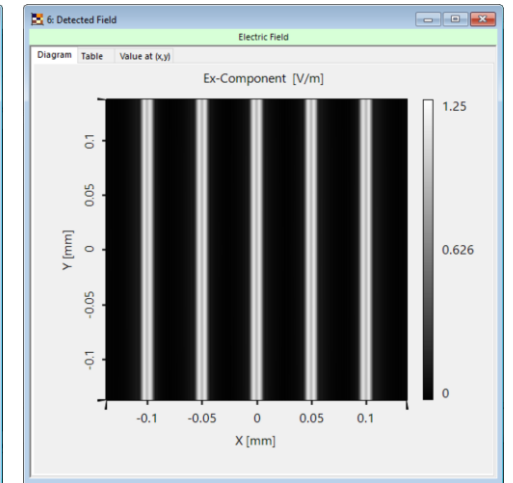 6: Detected Field
Electric Field
Diagram Table Value at (x,y)
Ex-Component [V/m]
1.25
0.626
0
0.1
0.05
0
-0.05
-0.1
Y [mm]
-0.1 -0.05 0 0.05 0.1
X [mm]